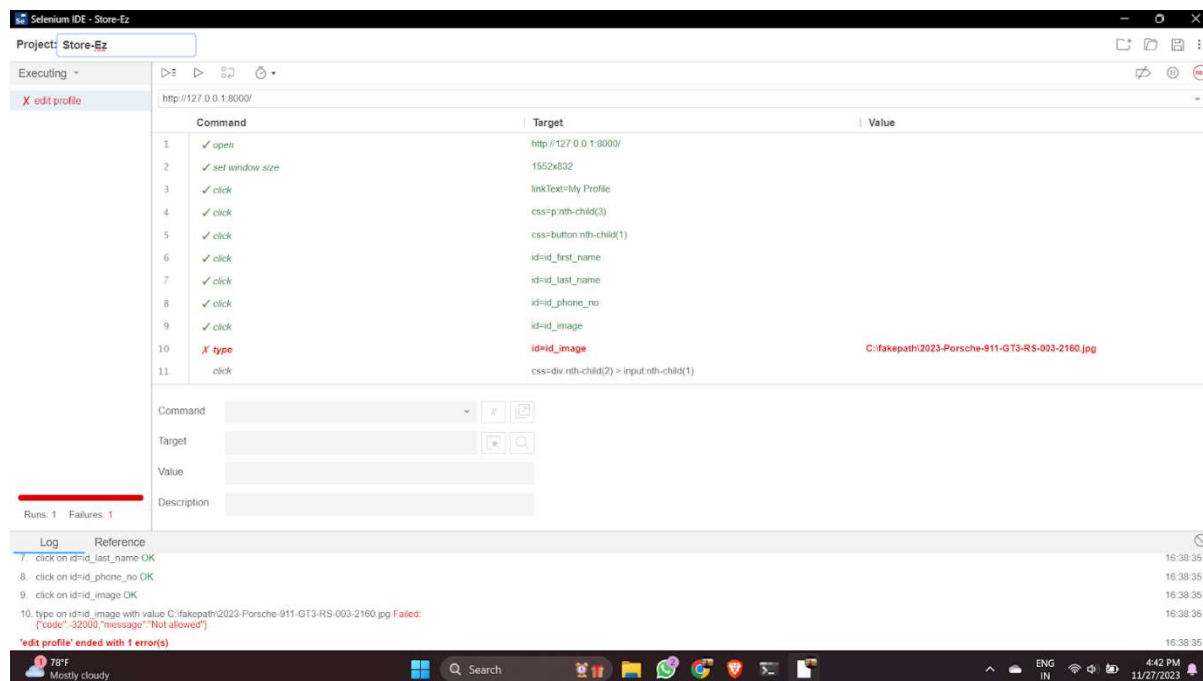 Selenium IDE - Store-Ez
Project: Store-Ez
Executing
X edit profile
http://127.0.0.1:8000/
Command Target Value
1 ✓ open http://127.0.0.1:8000/
2 ✓ set window size 1552x832
3 ✓ click linkText=My Profile
4 ✓ click css=p:nth-child(3)
5 ✓ click css=button:nth-child(1)
6 ✓ click id=id_first_name
7 ✓ click id=id_last_name
8 ✓ click id=id_phone_no
9 ✓ click id=id_image
10 X type id=id_image C:\fakepath\2023-Porsche-911-GT3-RS-003-2160.jpg
11 click css=div:nth-child(2) > input:nth-child(1)
Command //
Target
Value
Description
Runs: 1 Failures: 1
Log Reference
7. click on id=id_last_name OK 16:38:35
8. click on id=id_phone_no OK 16:38:35
9. click on id=id_image OK 16:38:35
10. type on id=id_image with value C:\fakepath\2023-Porsche-911-GT3-RS-003-2160.jpg Failed: 16:38:35
{"code":-32000,"message":"Not allowed"}
'edit profile' ended with 1 error(s) 16:38:35
1 78°F Search 2 ENG 4:42 PM
Mostly cloudy IN 11/27/2023